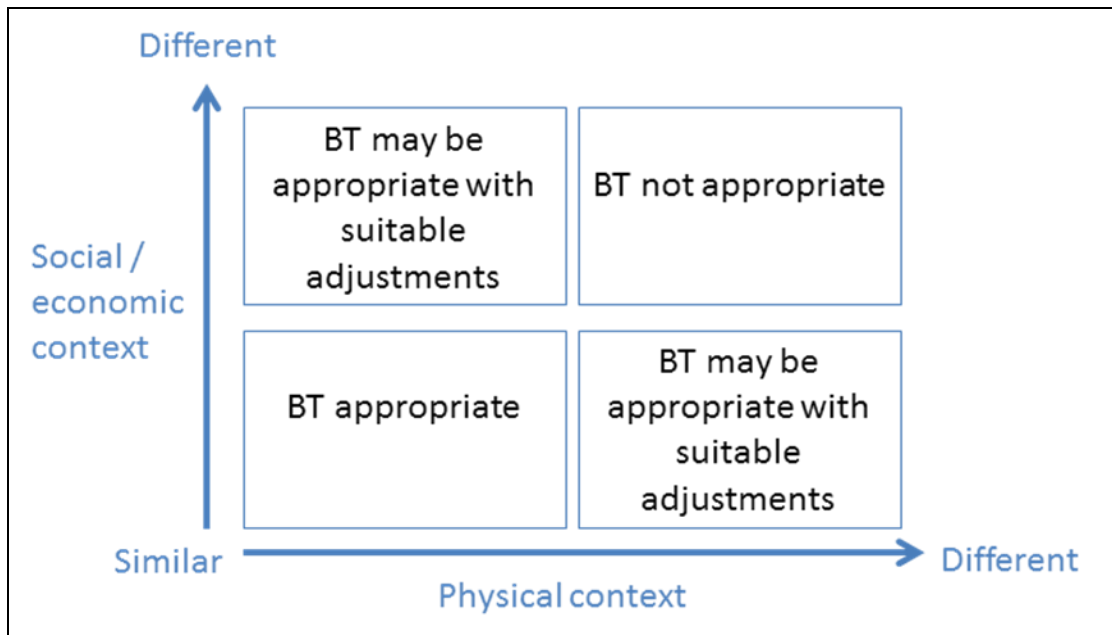 Different
BT may be
appropriate with
suitable
adjustments
BT not appropriate
Social /
economic
context
BT appropriate
BT may be
appropriate with
suitable
adjustments
Similar
Different
Physical context